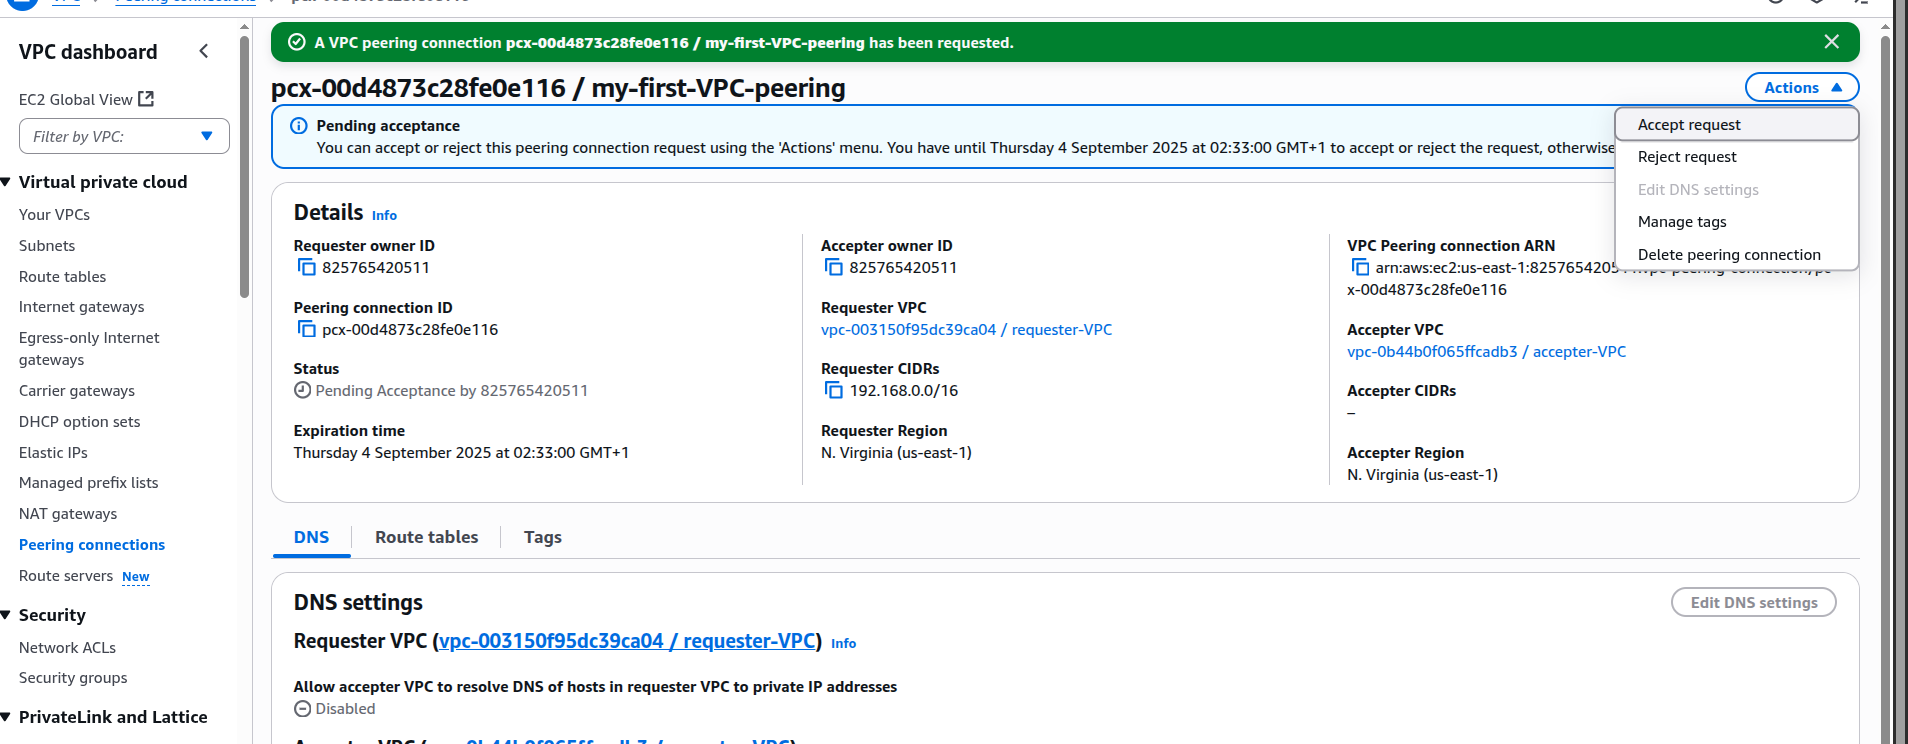 VPC dashboard
EC2 Global View
Filter by VPC:
Virtual private cloud
Your VPCs
Subnets
Route tables
Internet gateways
Egress-only Internet
gateways
Carrier gateways
DHCP option sets
Elastic IPs
Managed prefix lists
NAT gateways
Peering connections
Route servers New
Security
Network ACLs
Security groups
PrivateLink and Lattice
A VPC peering connection pcx-00d4873c28fe0e116 / my-first-VPC-peering has been requested.
pcx-00d4873c28fe0e116 / my-first-VPC-peering
Actions
Accept request
Reject request
Edit DNS settings
Manage tags
Delete peering connection
Pending acceptance
You can accept or reject this peering connection request using the 'Actions' menu. You have until Thursday 4 September 2025 at 02:33:00 GMT+1 to accept or reject the request, otherwise
Details Info
Requester owner ID
825765420511
Peering connection ID
pcx-00d4873c28fe0e116
Status
Pending Acceptance by 825765420511
Expiration time
Thursday 4 September 2025 at 02:33:00 GMT+1
Accepter owner ID
825765420511
Requester VPC
vpc-003150f95dc39ca04 / requester-VPC
Requester CIDRs
192.168.0.0/16
Requester Region
N. Virginia (us-east-1)
VPC Peering connection ARN
arn:aws:ec2:us-east-1:82576542051
x-00d4873c28fe0e116
Accepter VPC
vpc-0b44b0f065ffcadb3 / accepter-VPC
Accepter CIDRs
–
Accepter Region
N. Virginia (us-east-1)
DNS
Route tables
Tags
DNS settings
Edit DNS settings
Requester VPC (vpc-003150f95dc39ca04 / requester-VPC) Info
Allow accepter VPC to resolve DNS of hosts in requester VPC to private IP addresses
Disabled